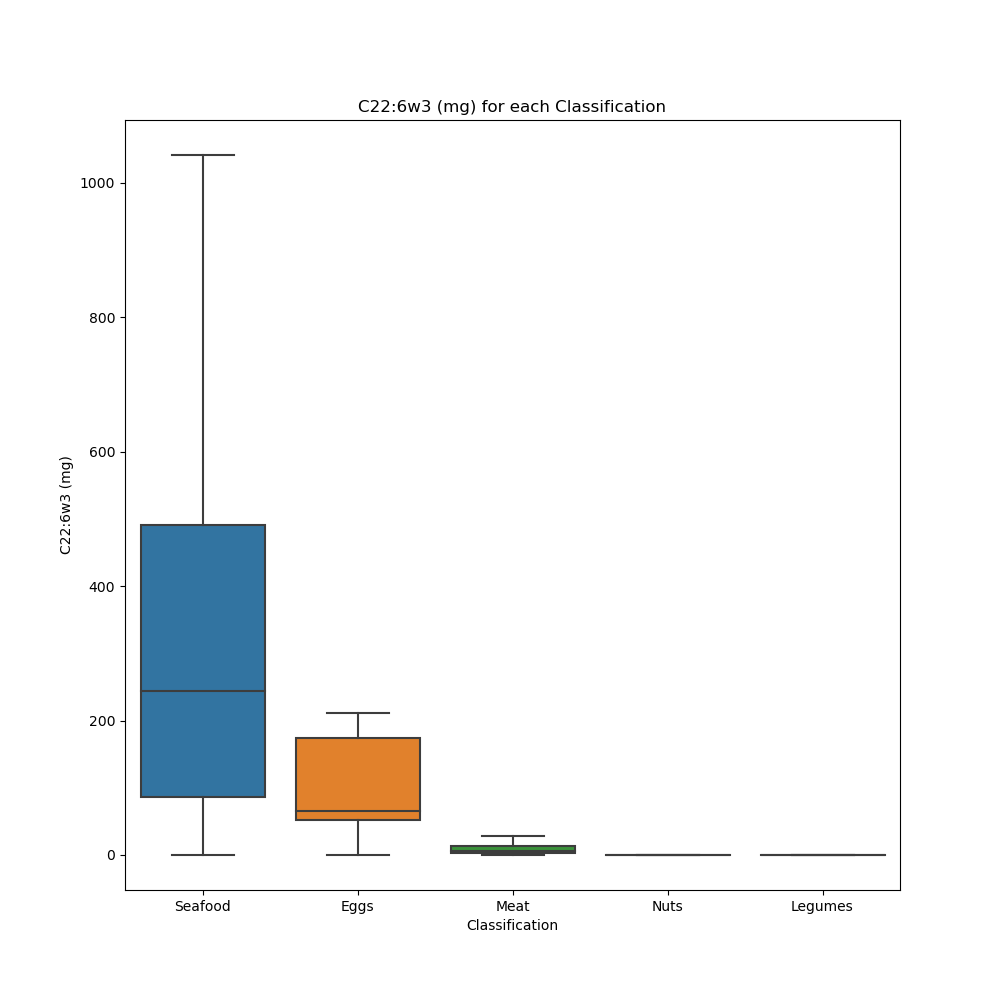 C22:6w3 (mg) for each Classification
1000
800
600
400
200
0
C22:6w3 (mg)
Seafood Eggs Meat Nuts Legumes
Classification